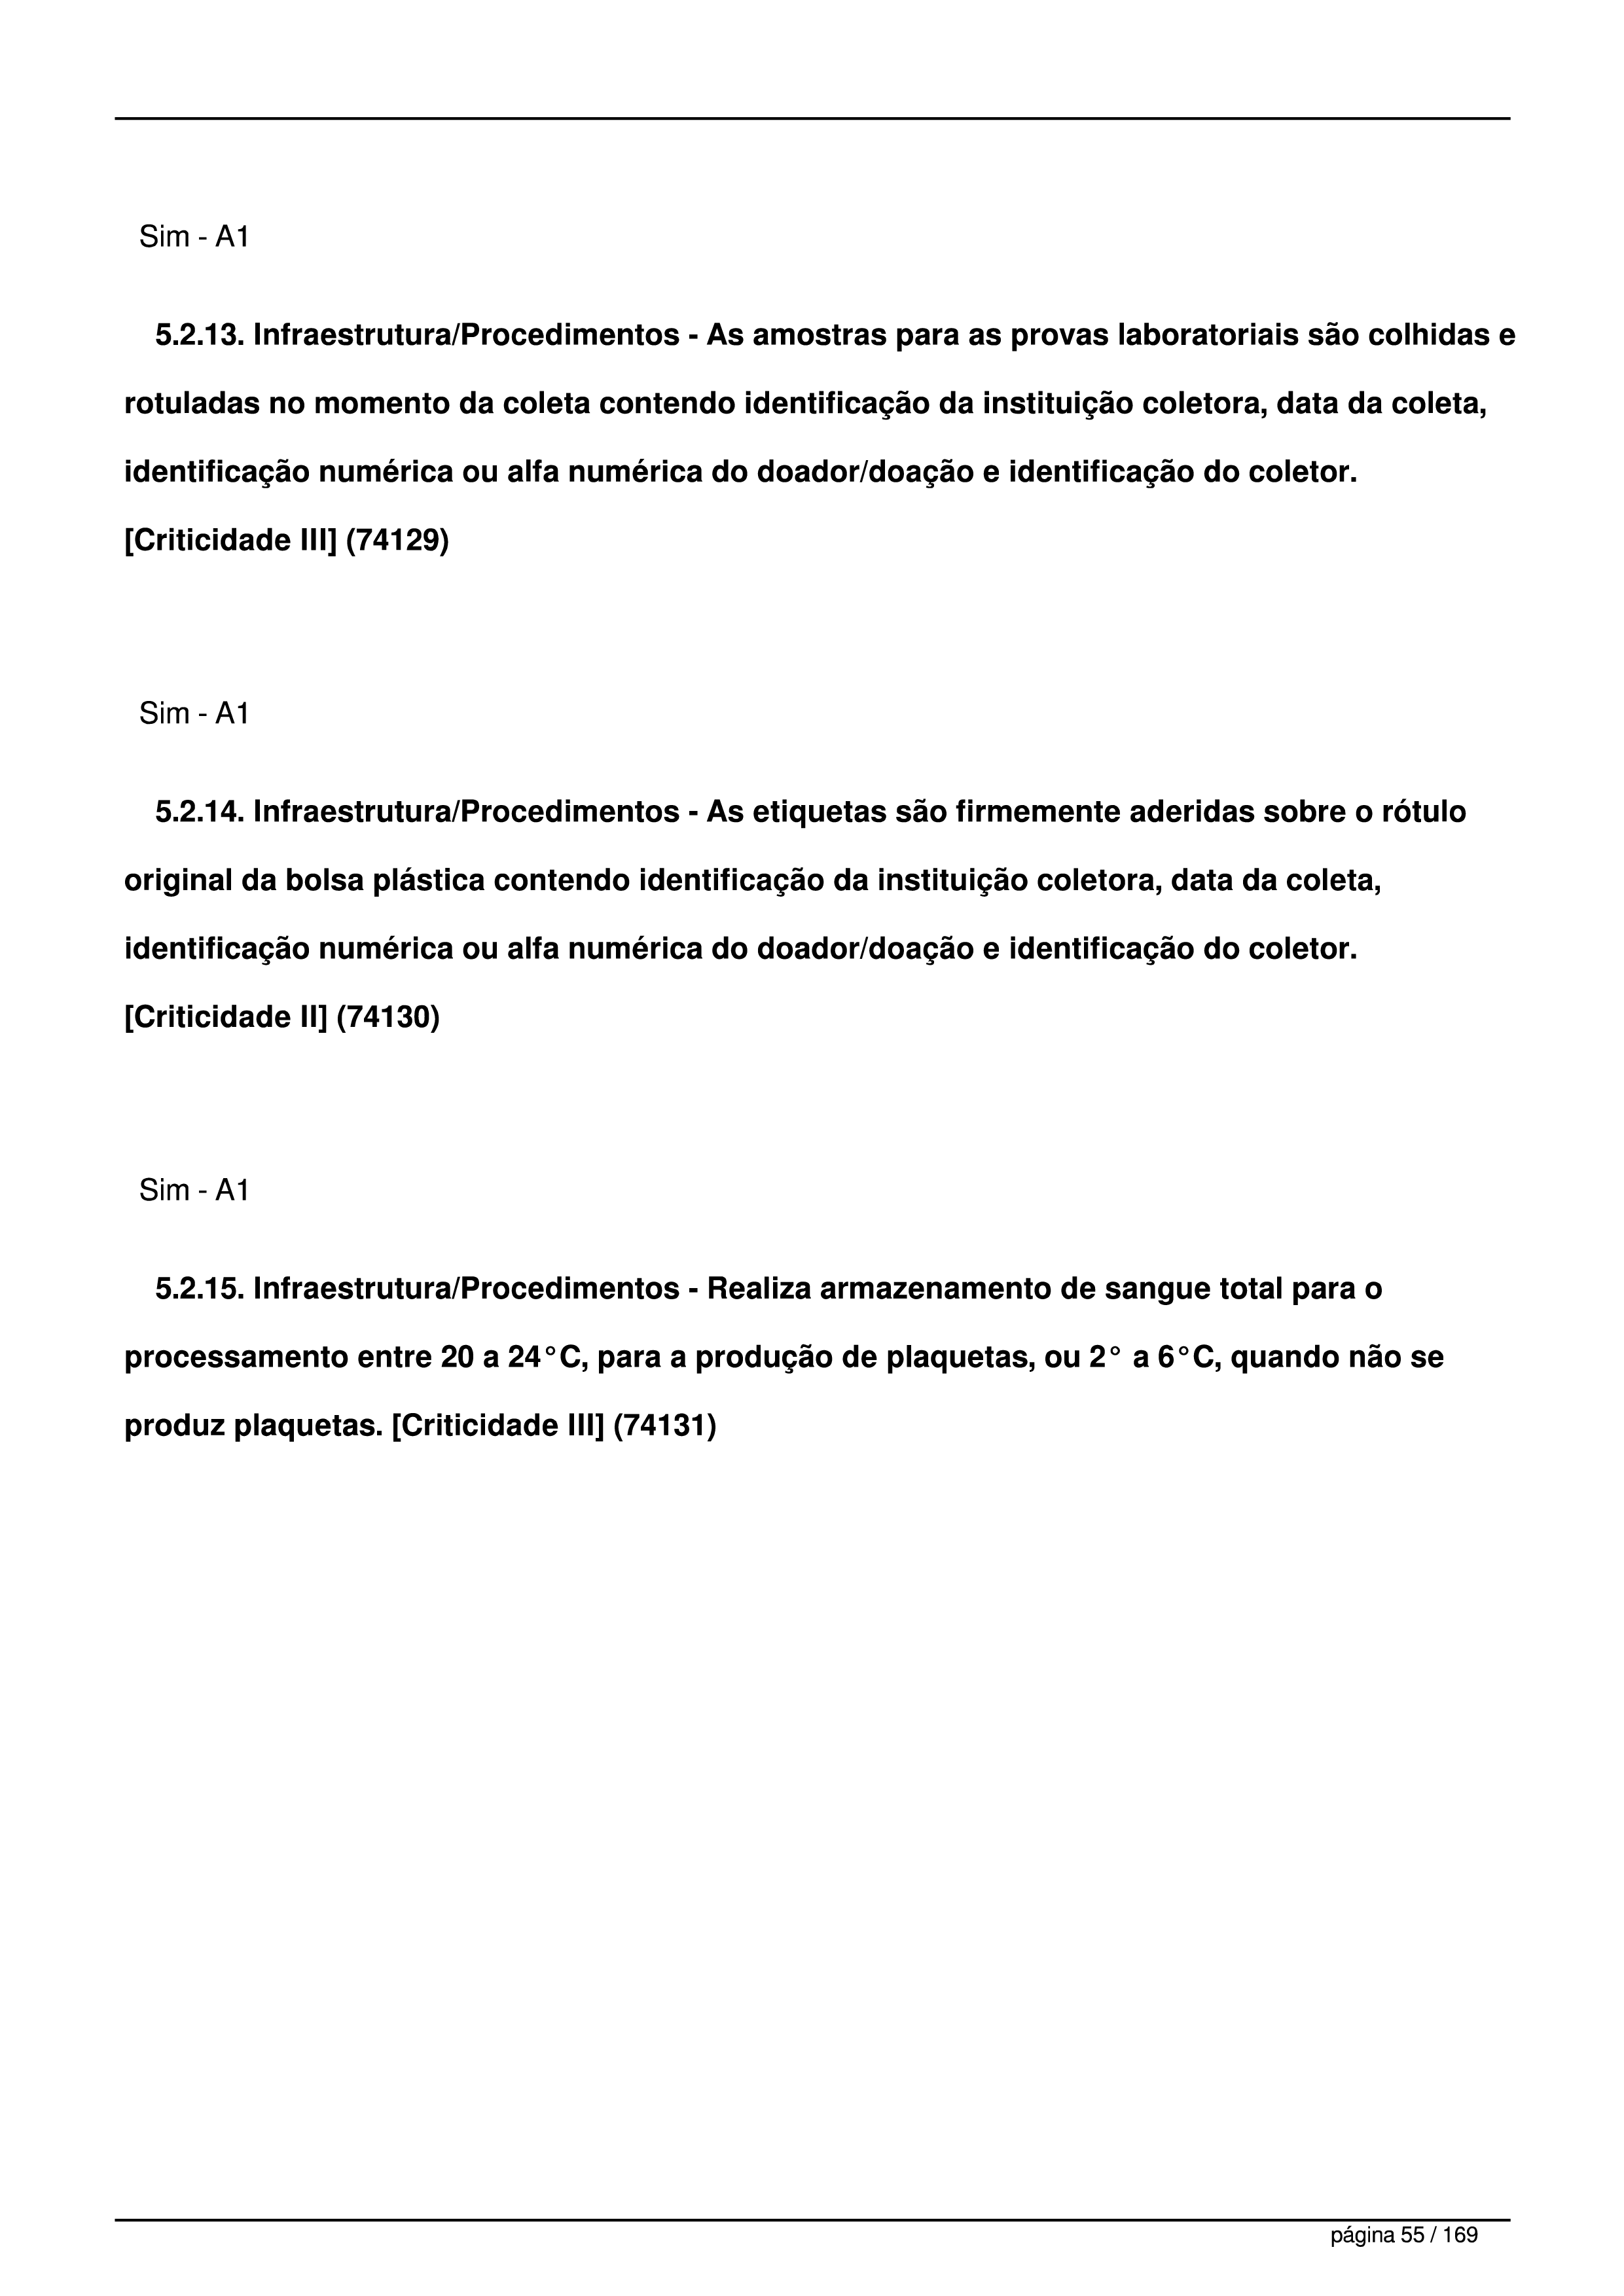 Sim - A1
5.2.13. Infraestrutura/Procedimentos - As amostras para as provas laboratoriais são colhidas e
rotuladas no momento da coleta contendo identificação da instituição coletora, data da coleta,
identificação numérica ou alfa numérica do doador/doação e identificação do coletor.
[Criticidade III] (74129)
Sim - A1
5.2.14. Infraestrutura/Procedimentos - As etiquetas são firmemente aderidas sobre o rótulo
original da bolsa plástica contendo identificação da instituição coletora, data da coleta,
identificação numérica ou alfa numérica do doador/doação e identificação do coletor.
[Criticidade II] (74130)
Sim - A1
5.2.15. Infraestrutura/Procedimentos - Realiza armazenamento de sangue total para o
processamento entre 20 a 24°C, para a produção de plaquetas, ou 2° a 6°C, quando não se
produz plaquetas. [Criticidade III] (74131)
página 55 / 169